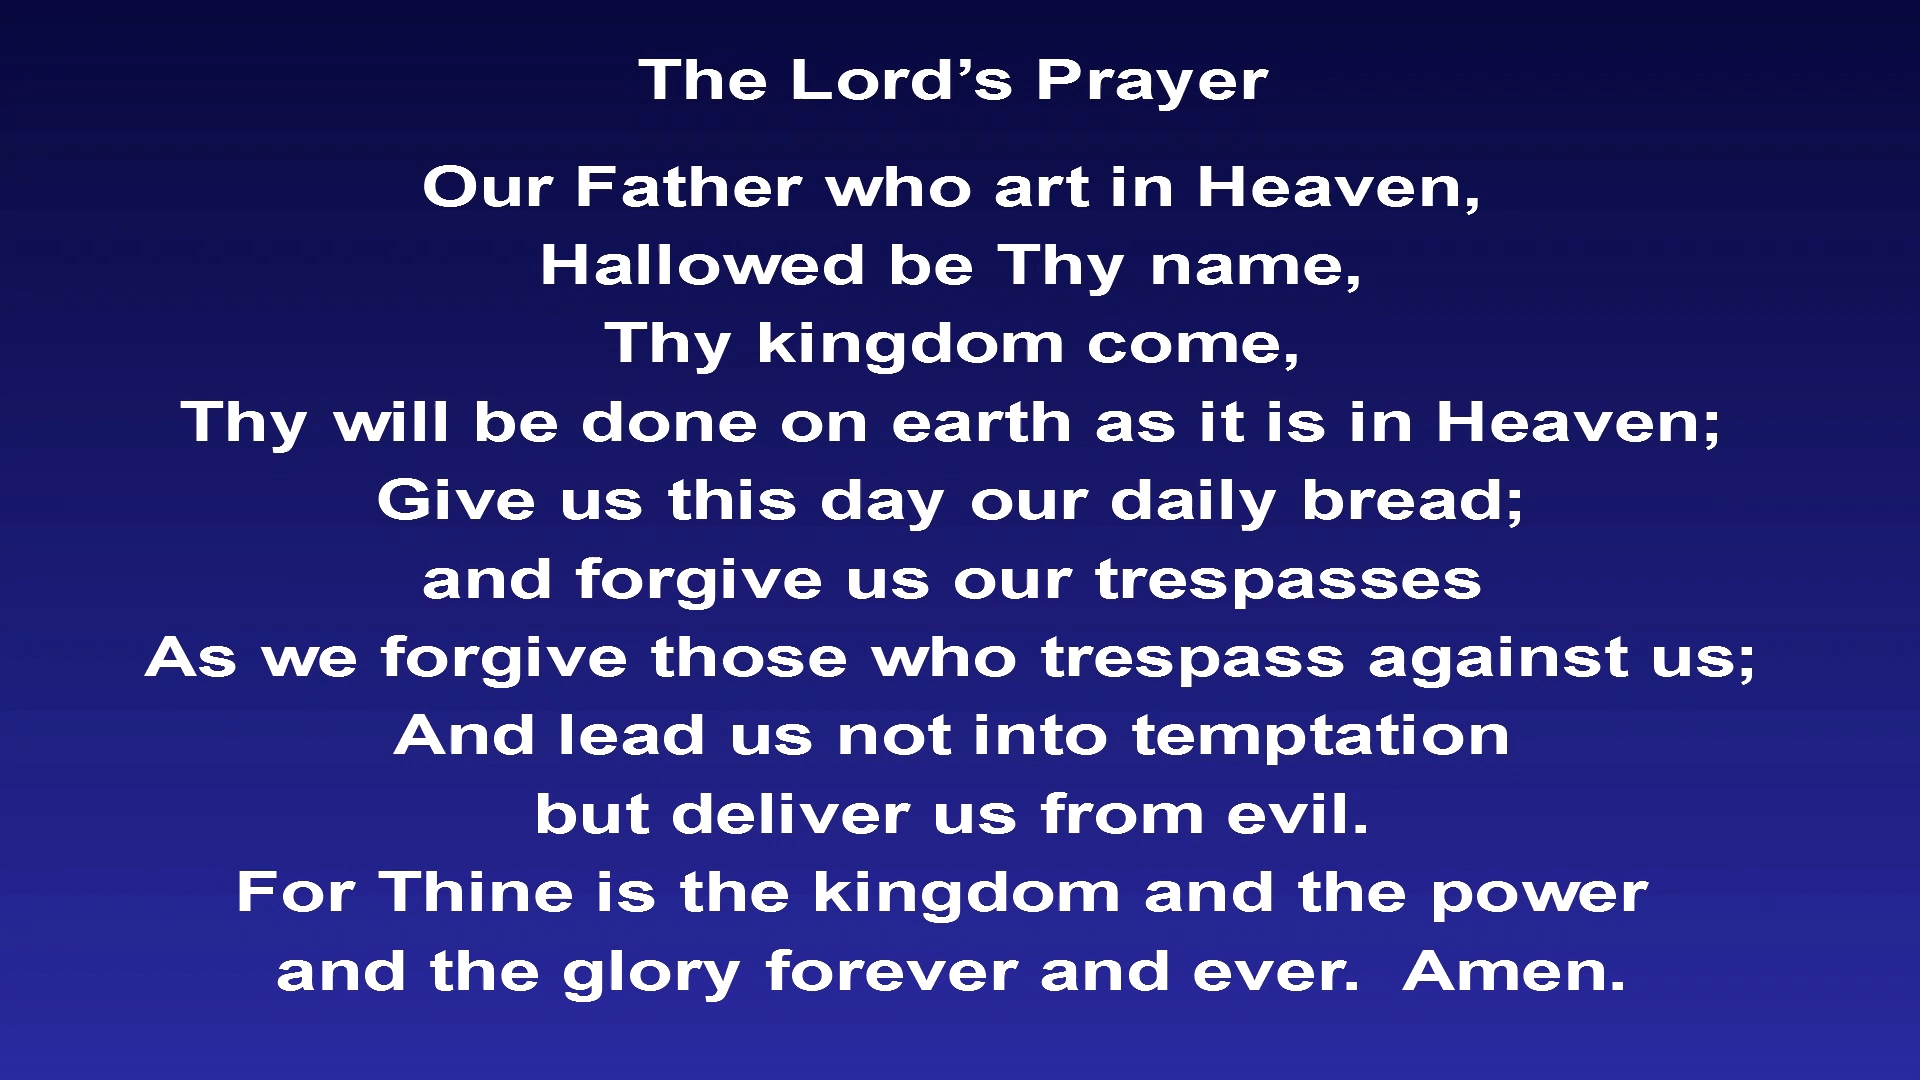 The Lord’s Prayer
Our Father who art in Heaven,
Hallowed be Thy name,
Thy kingdom come,
Thy will be done on earth as it is in Heaven;
Give us this day our daily bread;
and forgive us our trespasses
As we forgive those who trespass against us;
And lead us not into temptation
but deliver us from evil.
For Thine is the kingdom and the power
and the glory forever and ever.  Amen.